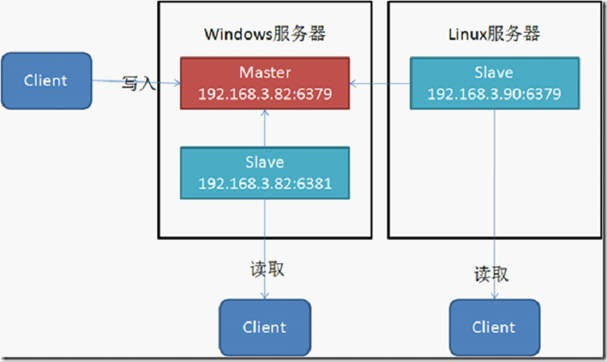 Windows服务器
Linux服务器
Client
写入
Master
192.168.3.82:6379
Slave
192.168.3.90:6379
Slave
192.168.3.82:6381
读取
读取
Client
Client